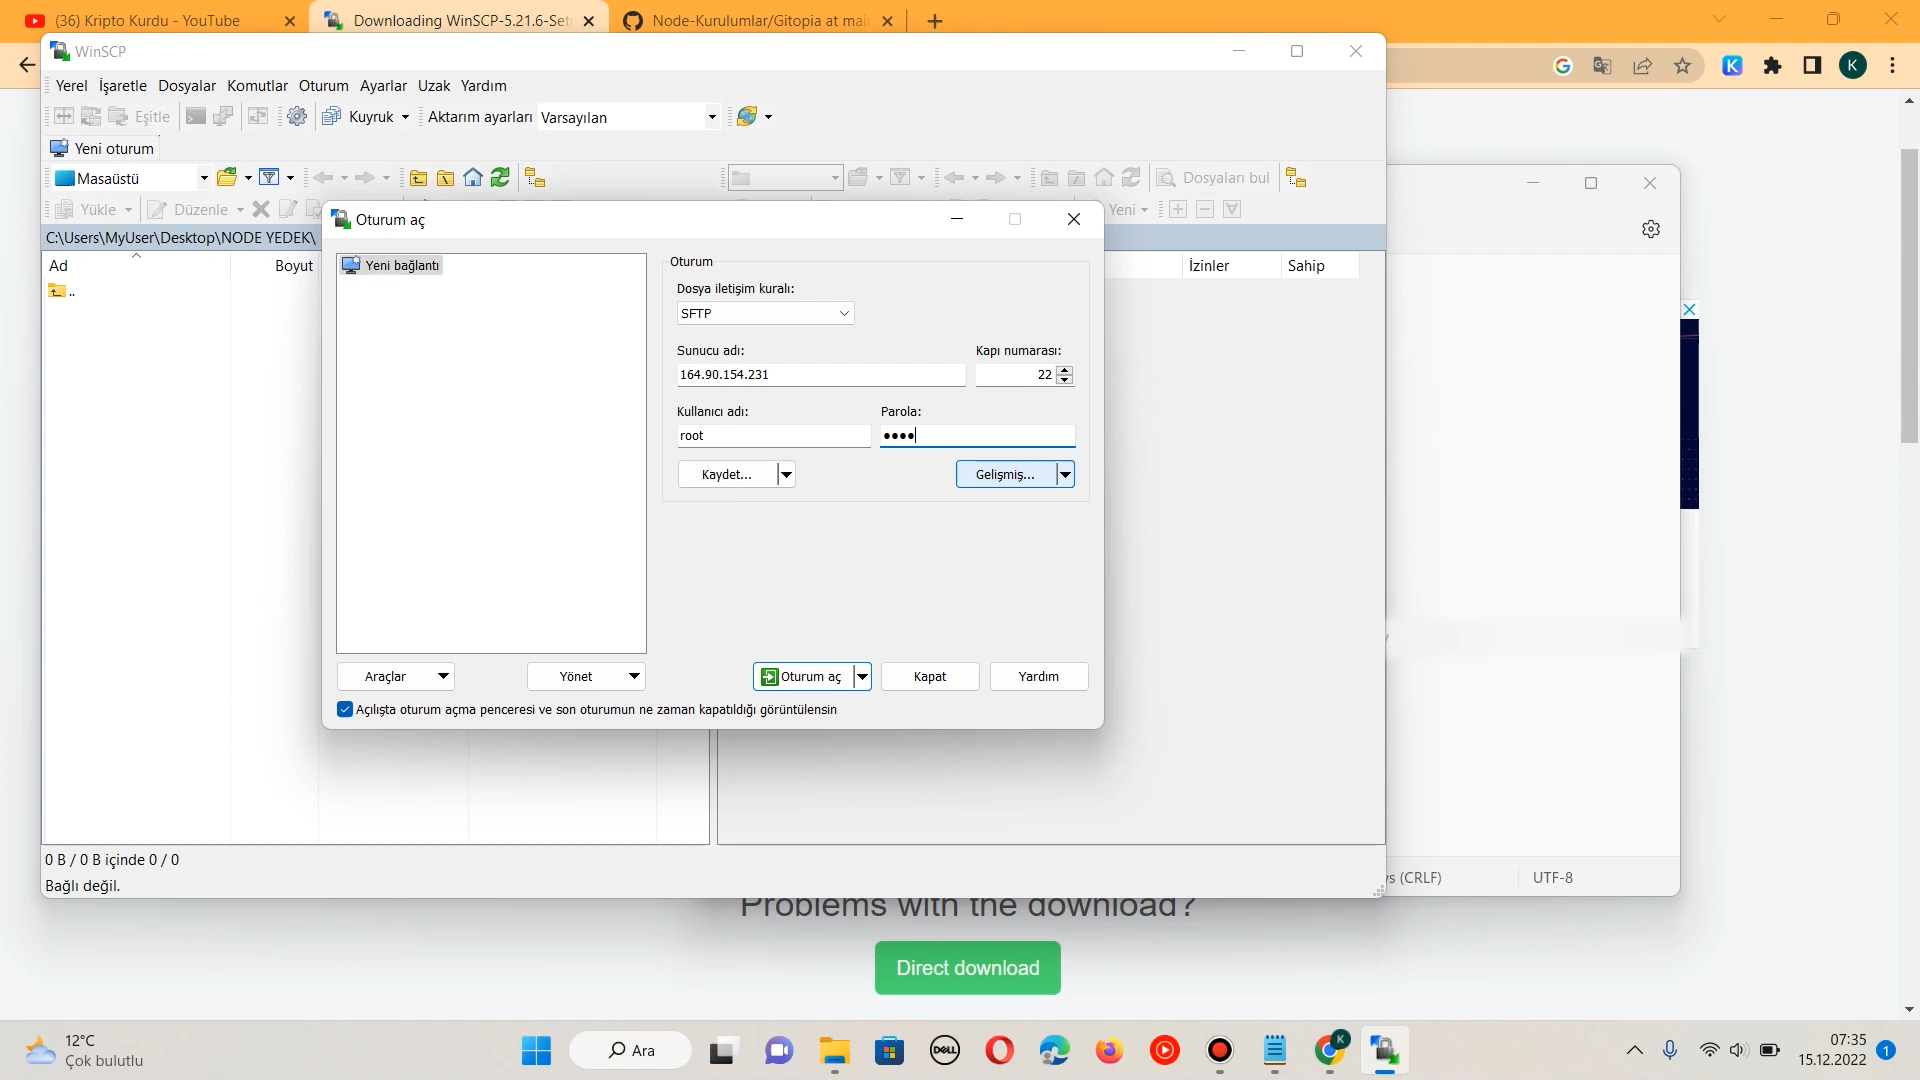 (36) Kripto Kurdu - YouTube
Downloading WinSCP-5.21.6-Set
Node-Kurulumlar/Gitopia at mai
K
K
WinSCP
Yerel İşaretle Dosyalar Komutlar Oturum Ayarlar Uzak Yardım
Eşitle
Kuyruk
Aktarım ayarları Varsayılan
Yeni oturum
Masaüstü
Dosyaları bul
Yükle
Düzenle
Yeni
C:\Users\MyUser\Desktop\NODE YEDEK\
Ad
Boyut
İzinler
Sahip
..
Oturum aç
Yeni bağlantı
Oturum
Dosya iletişim kuralı:
SFTP
Sunucu adı:
Kapı numarası:
164.90.154.231
22
Kullanıcı adı:
Parola:
root
••••
Kaydet...
Gelişmiş...
Araçlar
Yönet
Oturum aç
Kapat
Yardım
Açılışta oturum açma penceresi ve son oturumun ne zaman kapatıldığı görüntülensin
0 B / 0 B içinde 0 / 0
Bağlı değil.
(CRLF)
UTF-8
Problems with the download?
Direct download
12°C
Çok bulutlu
Ara
DELL
K
07:35
15.12.2022
1